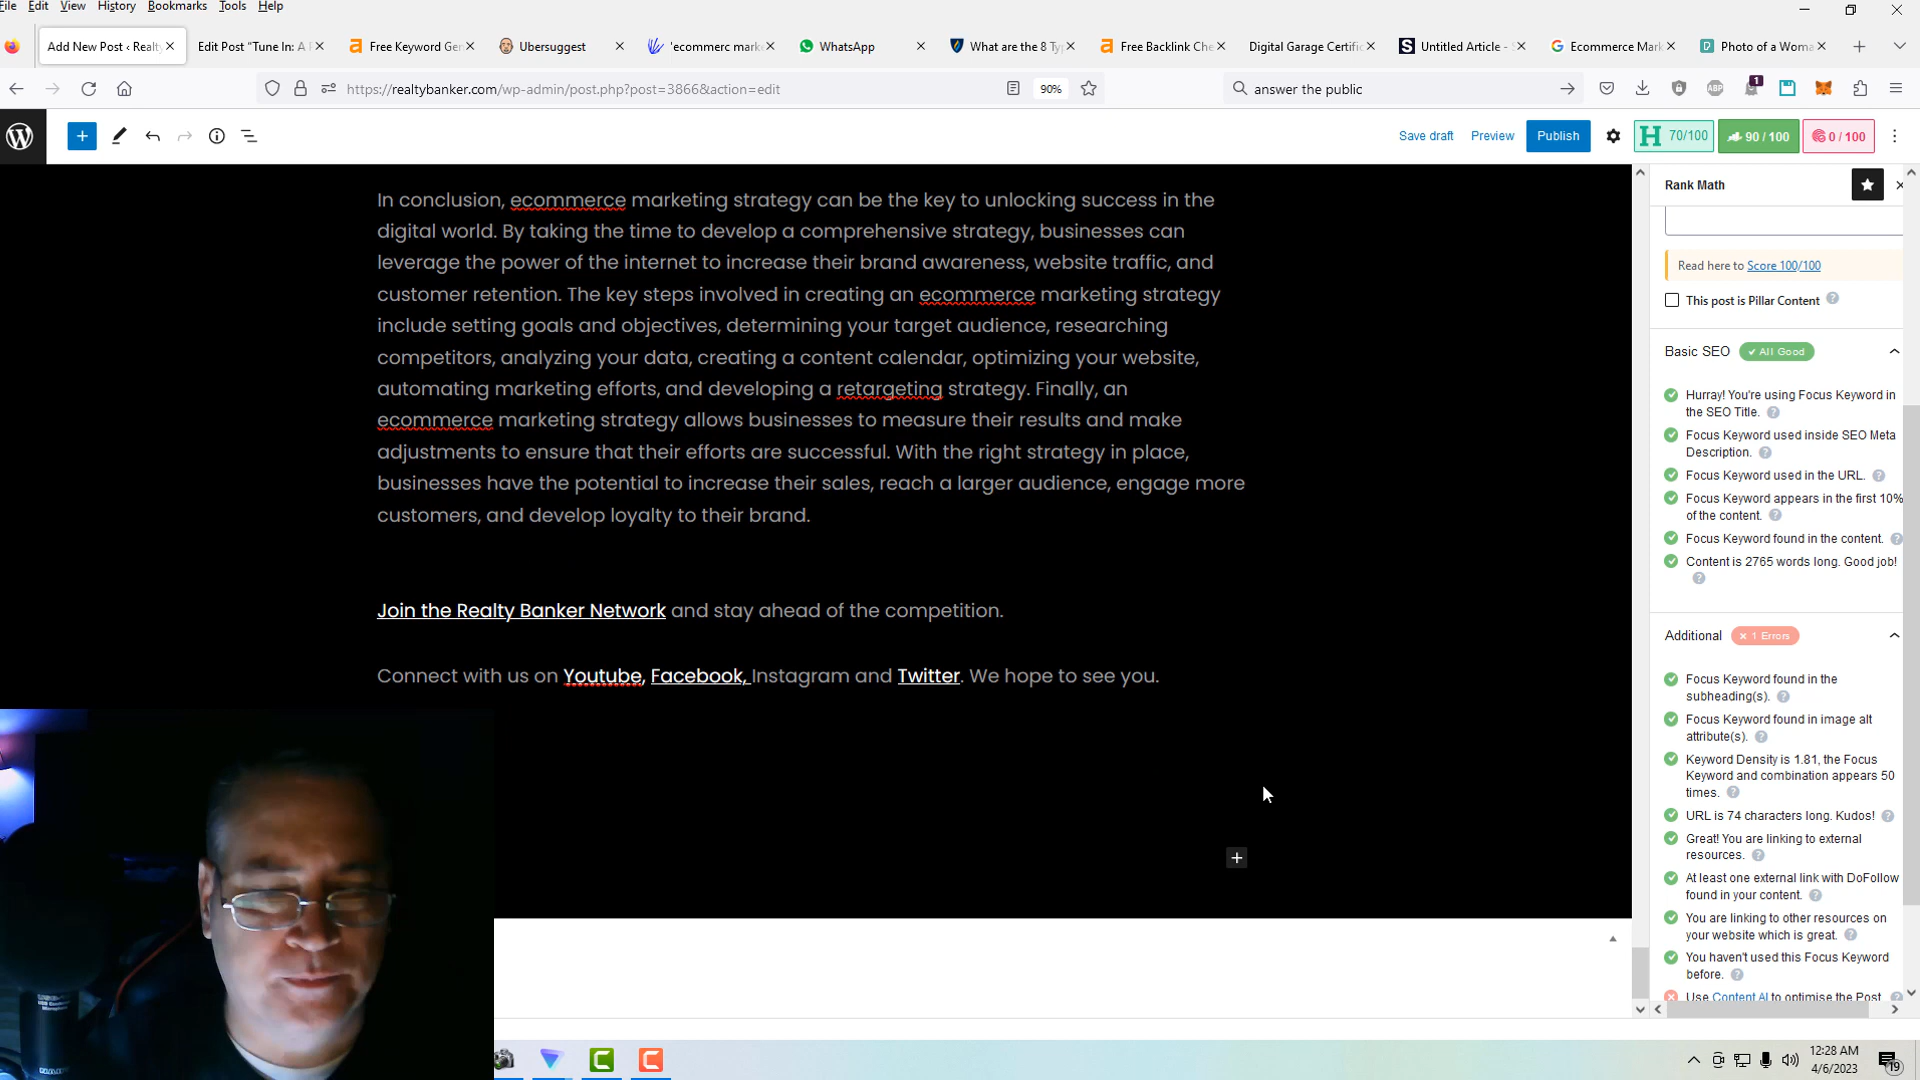 File Edit View History Bookmarks Tools Help
Add New Post ‹ Realty
Edit Post “Tune In: A
Free Keyword Gen
Ubersuggest
'ecommerc mark
WhatsApp
What are the 8 Typ
Free Backlink Che
Digital Garage Certific
Untitled Article - S
Ecommerce Mark
Photo of a Woma
https://realtybanker.com/wp-admin/post.php?post=3866&action=edit
90%
answer the public
1
Save draft
Preview
Publish
H 70/100
90 / 100
0 / 100
In conclusion, ecommerce marketing strategy can be the key to unlocking success in the
digital world. By taking the time to develop a comprehensive strategy, businesses can
leverage the power of the internet to increase their brand awareness, website traffic, and
customer retention. The key steps involved in creating an ecommerce marketing strategy
include setting goals and objectives, determining your target audience, researching
competitors, analyzing your data, creating a content calendar, optimizing your website,
automating marketing efforts, and developing a retargeting strategy. Finally, an
ecommerce marketing strategy allows businesses to measure their results and make
adjustments to ensure that their efforts are successful. With the right strategy in place,
businesses have the potential to increase their sales, reach a larger audience, engage more
customers, and develop loyalty to their brand.
Join the Realty Banker Network and stay ahead of the competition.
Connect with us on Youtube, Facebook, Instagram and Twitter. We hope to see you.
Rank Math
Read here to Score 100/100
This post is Pillar Content
Basic SEO
All Good
Hurray! You're using Focus Keyword in
the SEO Title.
Focus Keyword used inside SEO Meta
Description.
Focus Keyword used in the URL.
Focus Keyword appears in the first 10%
of the content.
Focus Keyword found in the content.
Content is 2765 words long. Good job!
Additional
1 Errors
Focus Keyword found in the
subheading(s).
Focus Keyword found in image alt
attribute(s).
Keyword Density is 1.81, the Focus
Keyword and combination appears 50
times.
URL is 74 characters long. Kudos!
Great! You are linking to external
resources.
At least one external link with DoFollow
found in your content.
You are linking to other resources on
your website which is great.
You haven't used this Focus Keyword
before.
Use Content AI to optimise the Post
12:28 AM
4/6/2023
19